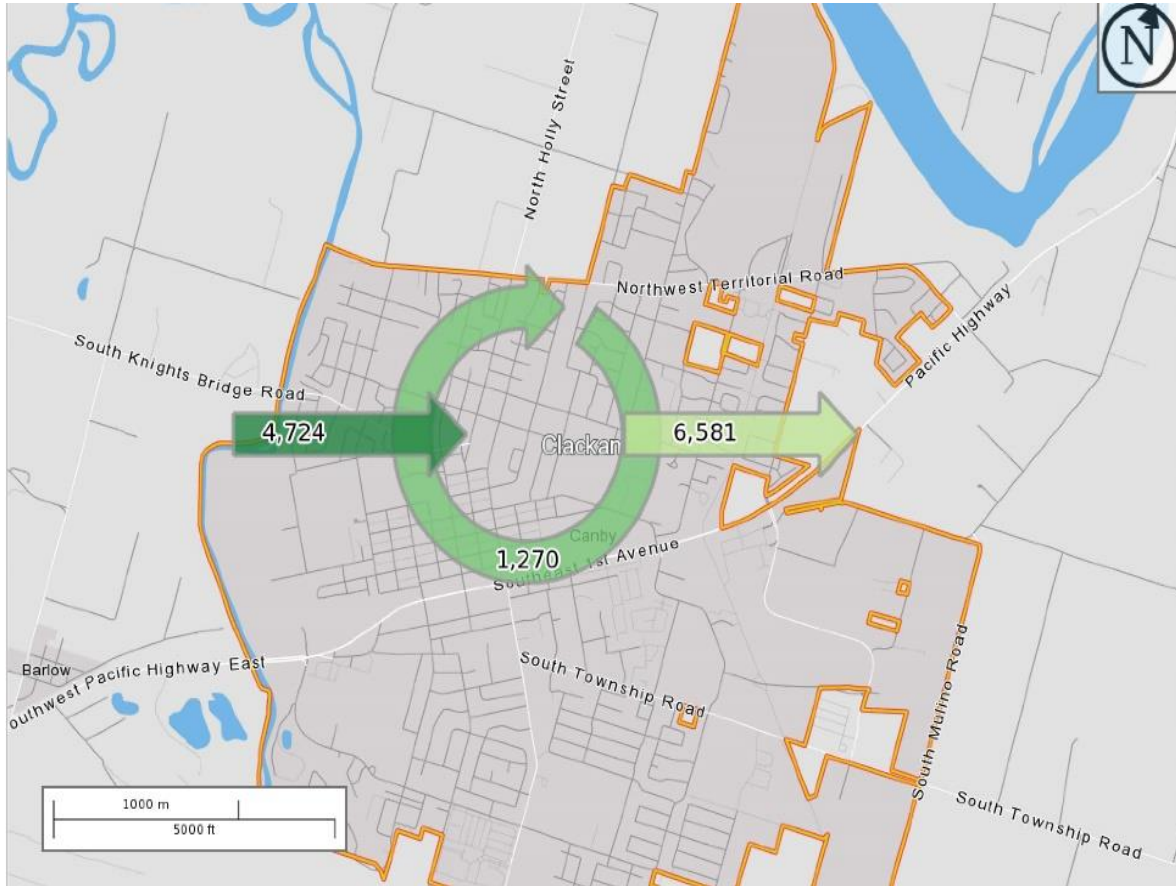 N
North Holly Street
Northwest Territorial Road
Pacific Highway
South Knights Bridge Road
4,724
6,581
Clackan
Canby
1,270
Southeast 1st Avenue
Barlow
outhwest Pacific Highway East
South Township Road
South Mulino Road
South Township Road
1000 m
5000 ft